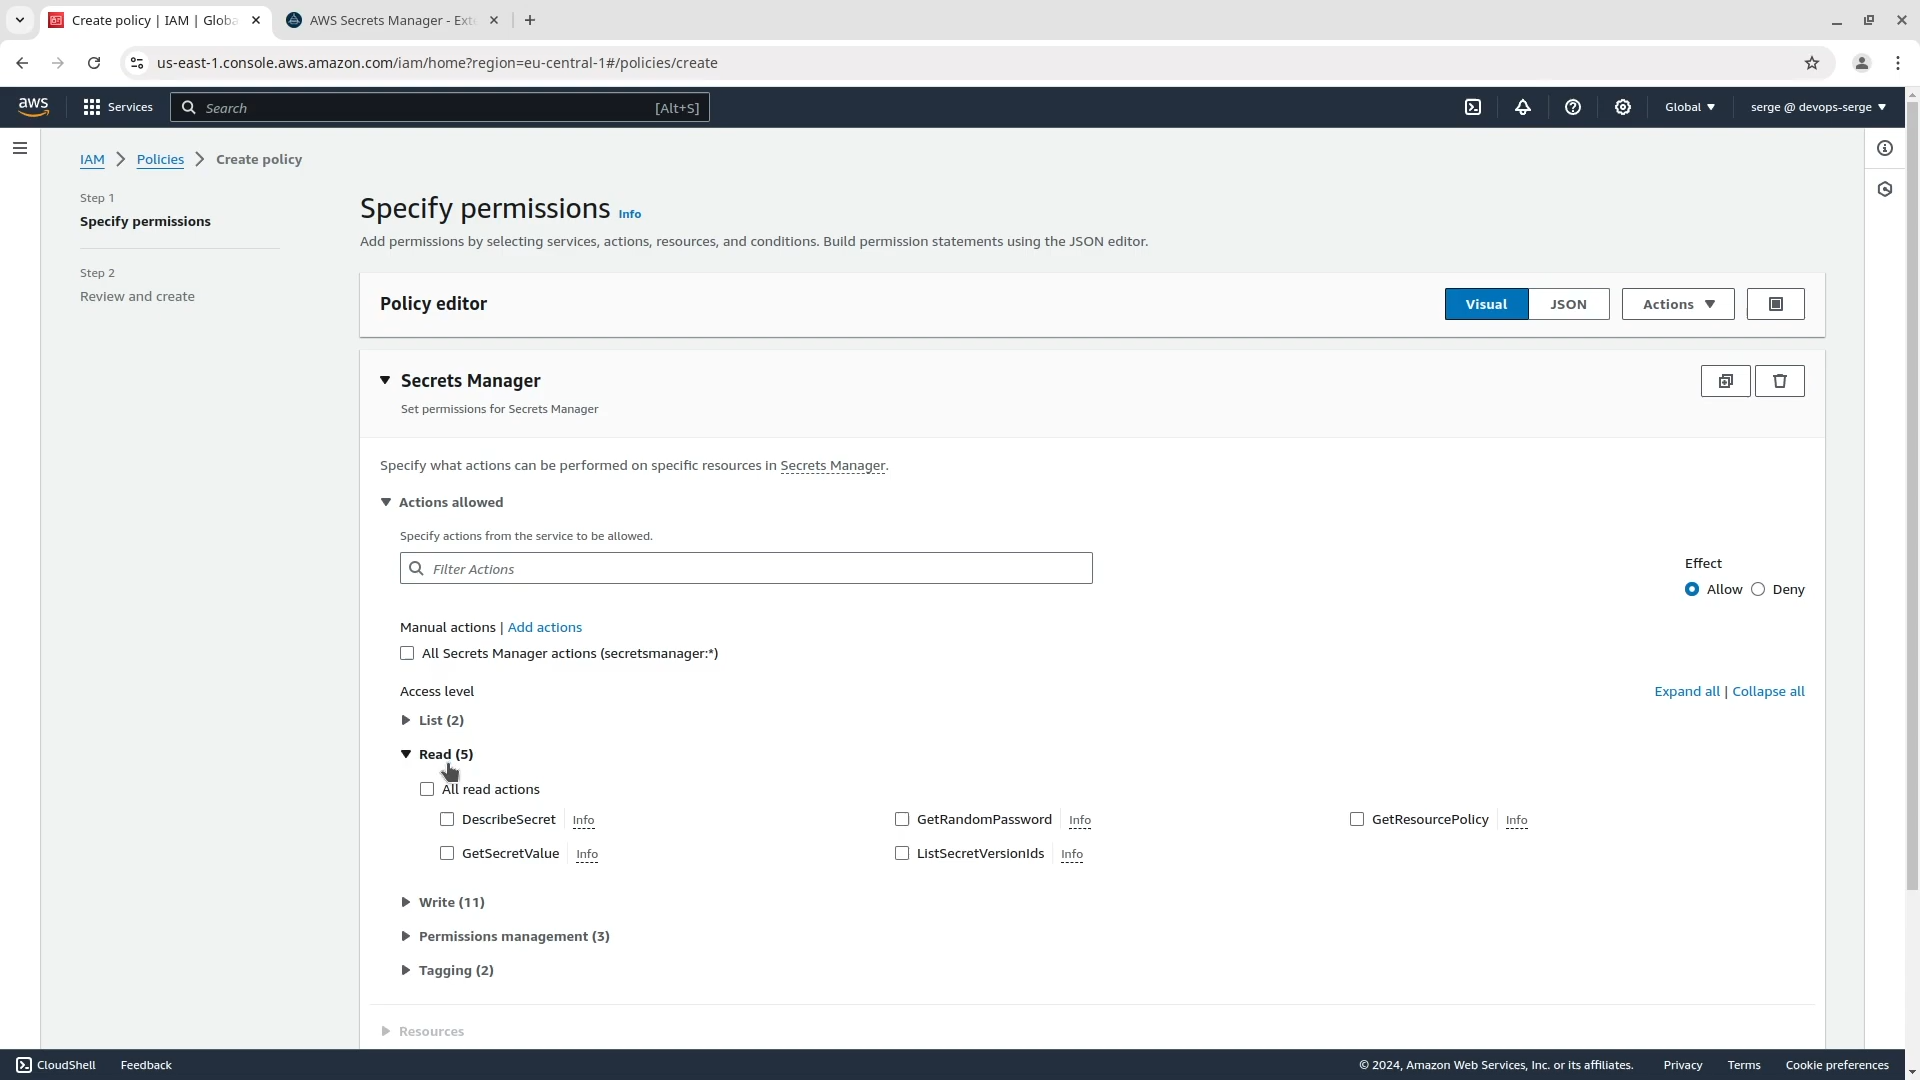 Create policy | IAM | Globa
AWS Secrets Manager - Exte
us-east-1.console.aws.amazon.com/iam/home?region=eu-central-1#/policies/create
aws
Services
Search
[Alt+S]
Global
serge @ devops-serge
IAM
Policies
Create policy
Step 1
Specify permissions
Step 2
Review and create
Specify permissions Info
Add permissions by selecting services, actions, resources, and conditions. Build permission statements using the JSON editor.
Policy editor
Visual
JSON
Actions
Secrets Manager
Set permissions for Secrets Manager
Specify what actions can be performed on specific resources in Secrets Manager.
Actions allowed
Specify actions from the service to be allowed.
Filter Actions
Effect
Allow
Deny
Manual actions | Add actions
All Secrets Manager actions (secretsmanager:*)
Access level
Expand all | Collapse all
List (2)
Read (5)
All read actions
DescribeSecret Info
GetRandomPassword Info
GetResourcePolicy Info
GetSecretValue Info
ListSecretVersionIds Info
Write (11)
Permissions management (3)
Tagging (2)
Resources
CloudShell
Feedback
© 2024, Amazon Web Services, Inc. or its affiliates.
Privacy
Terms
Cookie preferences